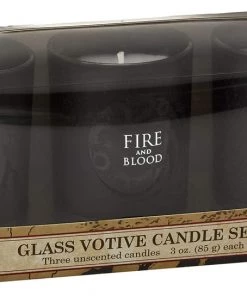 FIRE
AND
BLOOD
GLASS VOTIVE CANDLE SE
Three unscented candles 3 oz. (85 g) each